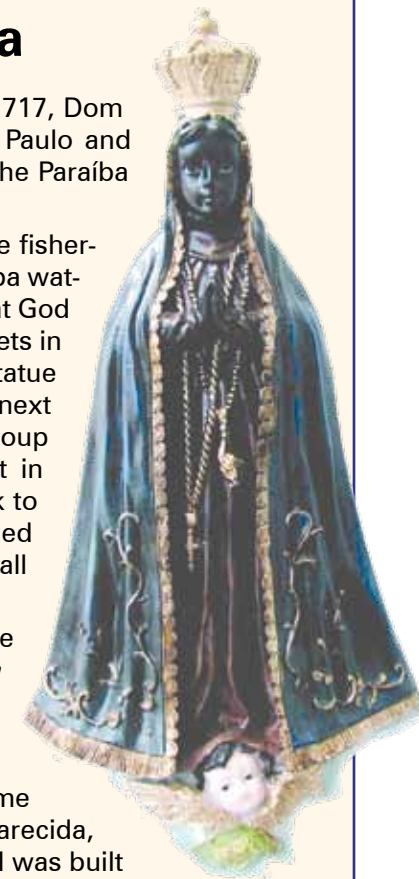 a
717, Dom
Paulo and
he Paraíba
e fisher-
ba wat-
at God
ets in
tatue
next
oup
t in
k to
ed
all
e
me
arecida,
l was built